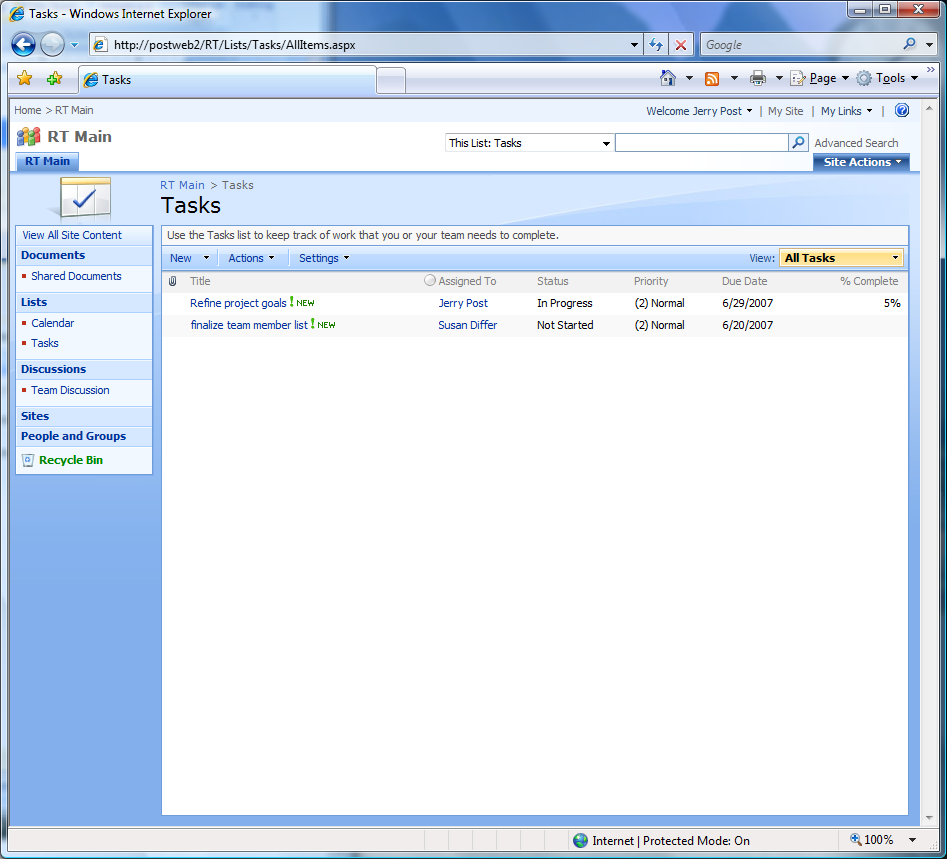 Tasks - Windows Internet Explorer
http://postweb2/RT/Lists/Tasks/AllItems.aspx
Google
Tasks
Page
Tools
Home > RT Main
Welcome Jerry Post | My Site | My Links |
RT Main
This List: Tasks
Advanced Search
RT Main
Site Actions
RT Main > Tasks
Tasks
View All Site Content
Documents
Shared Documents
Lists
Calendar
Tasks
Discussions
Team Discussion
Sites
People and Groups
Recycle Bin
Use the Tasks list to keep track of work that you or your team needs to complete.
New Actions Settings View: All Tasks
Title Assigned To Status Priority Due Date % Complete
Refine project goals ! NEW Jerry Post In Progress (2) Normal 6/29/2007 5%
finalize team member list ! NEW Susan Differ Not Started (2) Normal 6/20/2007
Internet | Protected Mode: On
100%